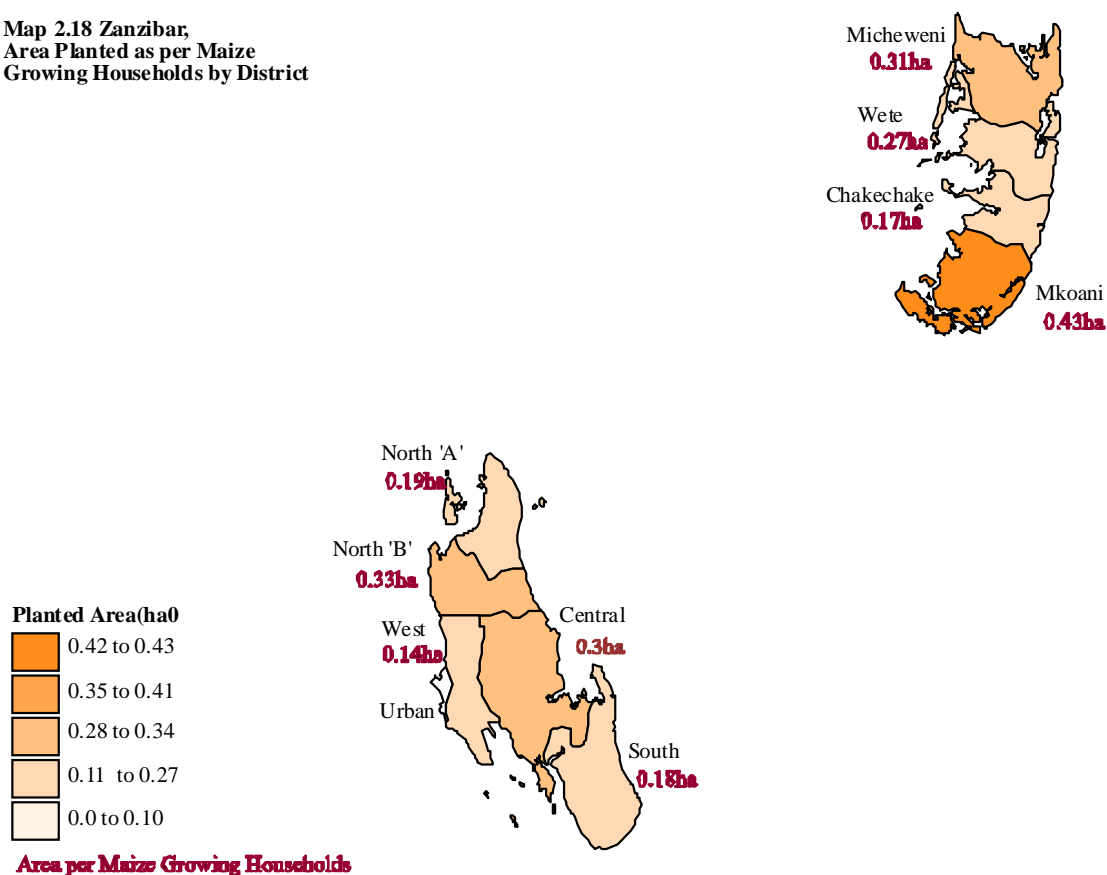 Map 2.18 Zanzibar,
Area Planted as per Maize
Growing Households by District
Micheweni
0.31ha
Wete
0.27ha
Chakechake
0.17ha
Mkoani
0.43ha
North 'A'
0.19ha
North 'B'
0.33ha
Central
0.3ha
West
0.14ha
Urban
South
0.18ha
Planted Area(ha0
0.42 to 0.43
0.35 to 0.41
0.28 to 0.34
0.11 to 0.27
0.0 to 0.10
Area per Maize Growing Households